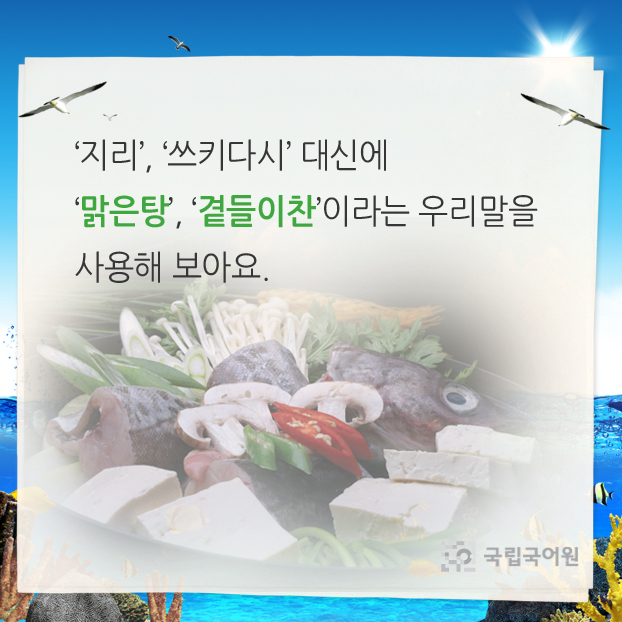 ‘지리’, ‘쓰키다시’ 대신에
‘맑은탕’, ‘곁들이찬’이라는 우리말을
사용해 보아요.
국립국어원